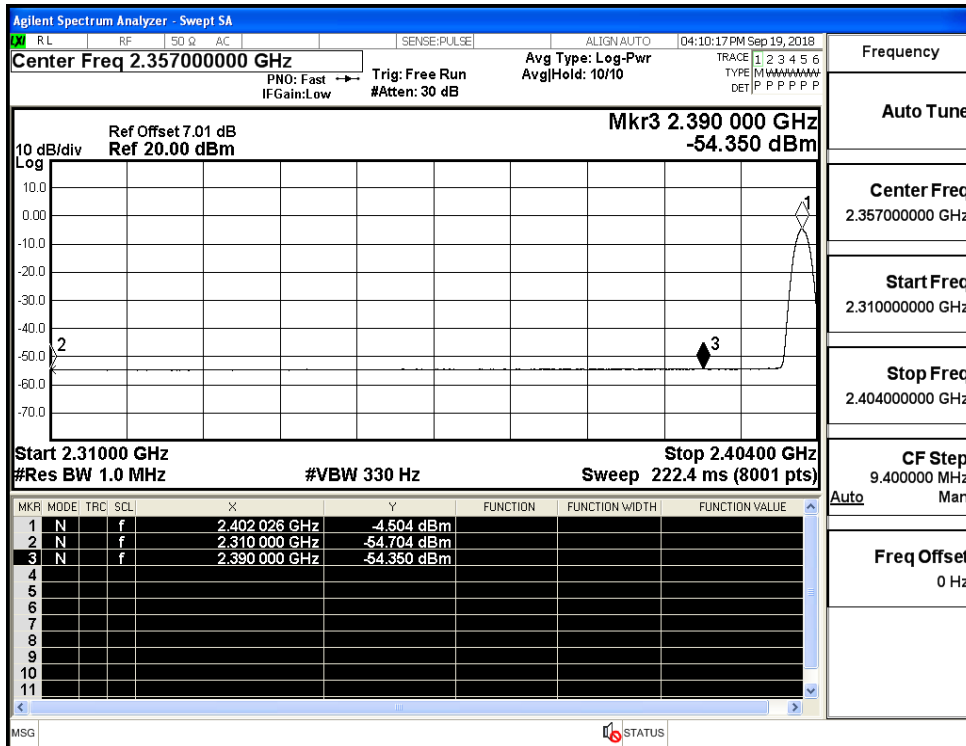 Agilent Spectrum Analyzer - Swept SA
LXI RL RF 50 Ω AC SENSE:PULSE ALIGN AUTO 04:10:17 PM Sep 19, 2018
Center Freq 2.357000000 GHz
PNO: Fast
IFGain:Low
Trig: Free Run
#Atten: 30 dB
Avg Type: Log-Pwr
Avg|Hold: 10/10
TRACE 1 2 3 4 5 6
TYPE M WWWWW
DET P P P P P P
Ref Offset 7.01 dB
10 dB/div Ref 20.00 dBm
Log
Mkr3 2.390 000 GHz
-54.350 dBm
10.0
0.00
-10.0
-20.0
-30.0
-40.0
-50.0
-60.0
-70.0
1
2
3
Start 2.31000 GHz Stop 2.40400 GHz
#Res BW 1.0 MHz #VBW 330 Hz Sweep 222.4 ms (8001 pts)
MKR MODE TRC SCL X Y FUNCTION FUNCTION WIDTH FUNCTION VALUE
1 N f 2.402 026 GHz -4.504 dBm
2 N f 2.310 000 GHz -54.704 dBm
3 N f 2.390 000 GHz -54.350 dBm
4
5
6
7
8
9
10
11
MSG STATUS
Frequency
Auto Tune
Center Freq
2.357000000 GHz
Start Freq
2.310000000 GHz
Stop Freq
2.404000000 GHz
CF Step
9.400000 MHz
Auto Man
Freq Offset
0 Hz